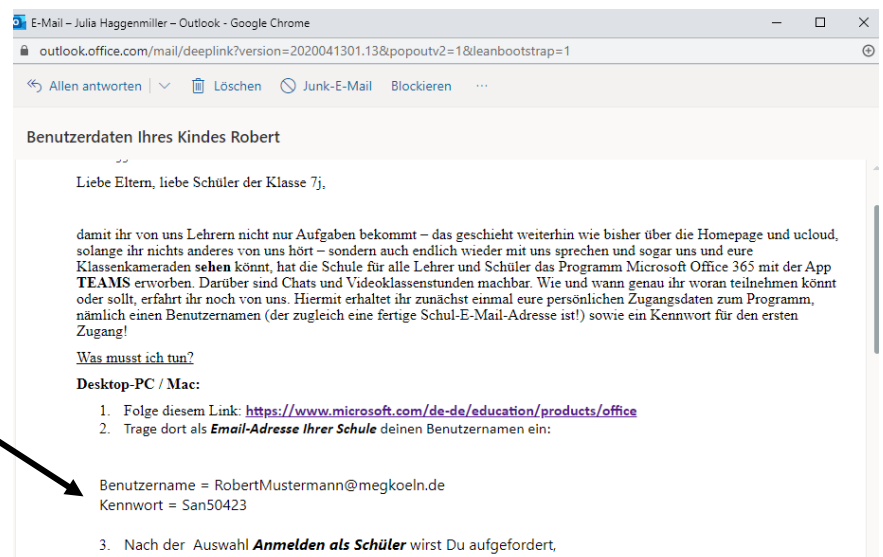 E-Mail – Julia Haggenmiller – Outlook - Google Chrome
outlook.office.com/mail/deeplink?version=2020041301.13&popoutv2=1&leanbootstrap=1
Allen antworten Löschen Junk-E-Mail Blockieren ...
Benutzerdaten Ihres Kindes Robert
Liebe Eltern, liebe Schüler der Klasse 7j,
damit ihr von uns Lehrern nicht nur Aufgaben bekommt – das geschieht weiterhin wie bisher über die Homepage und ucloud,
solange ihr nichts anderes von uns hört – sondern auch endlich wieder mit uns sprechen und sogar uns und eure
Klassenkameraden sehen könnt, hat die Schule für alle Lehrer und Schüler das Programm Microsoft Office 365 mit der App
TEAMS erworben. Darüber sind Chats und Videoklassenstunden machbar. Wie und wann genau ihr woran teilnehmen könnt
oder sollt, erfahrt ihr noch von uns. Hiermit erhaltet ihr zunächst einmal eure persönlichen Zugangsdaten zum Programm,
nämlich einen Benutzernamen (der zugleich eine fertige Schul-E-Mail-Adresse ist!) sowie ein Kennwort für den ersten
Zugang!
Was musst ich tun?
Desktop-PC / Mac:
1. Folge diesem Link: https://www.microsoft.com/de-de/education/products/office
2. Trage dort als Email-Adresse Ihrer Schule deinen Benutzernamen ein:
Benutzername = RobertMustermann@megkoeln.de
Kennwort = San50423
3. Nach der Auswahl Anmelden als Schüler wirst Du aufgefordert,